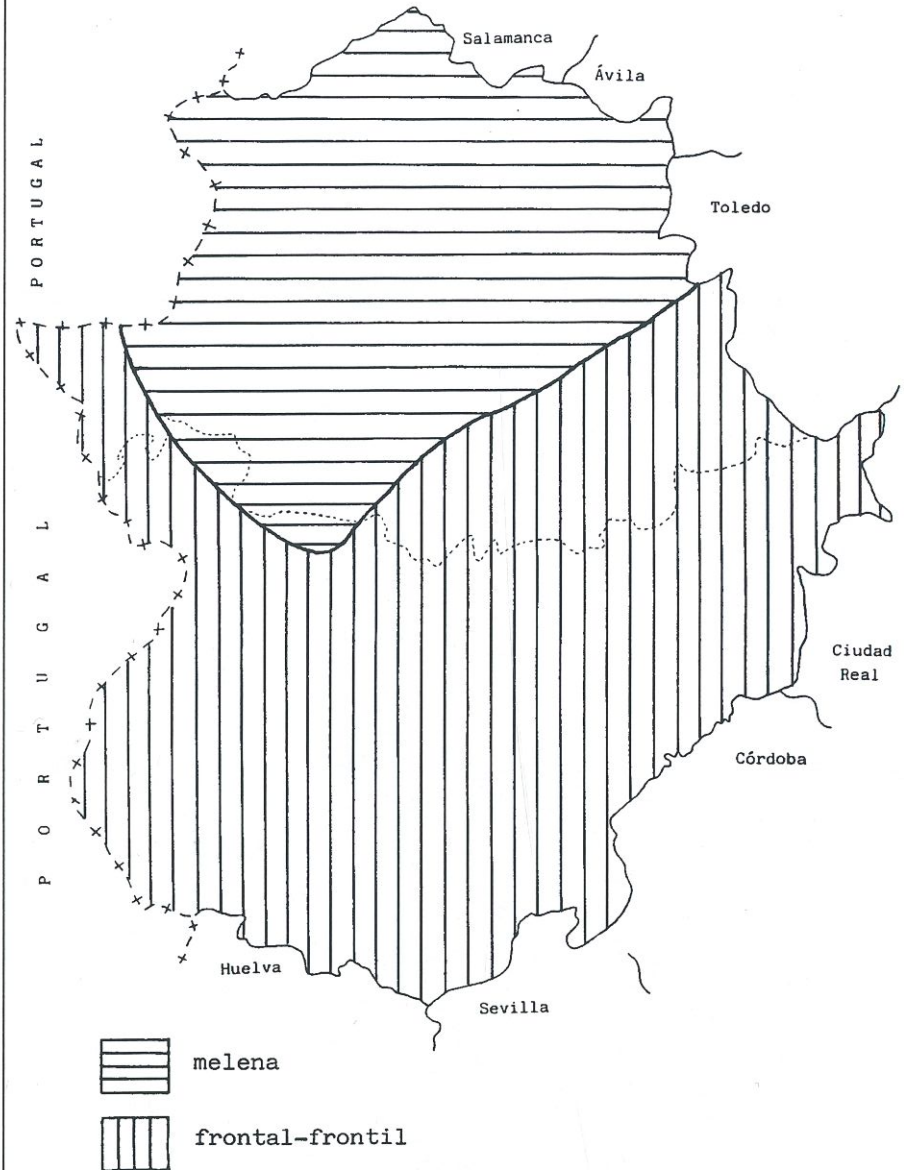 Salamanca
Ávila
PORTUGAL
Toledo
PORTUGAL
Ciudad
Real
Córdoba
Huelva
Sevilla
melena
frontal-frontil